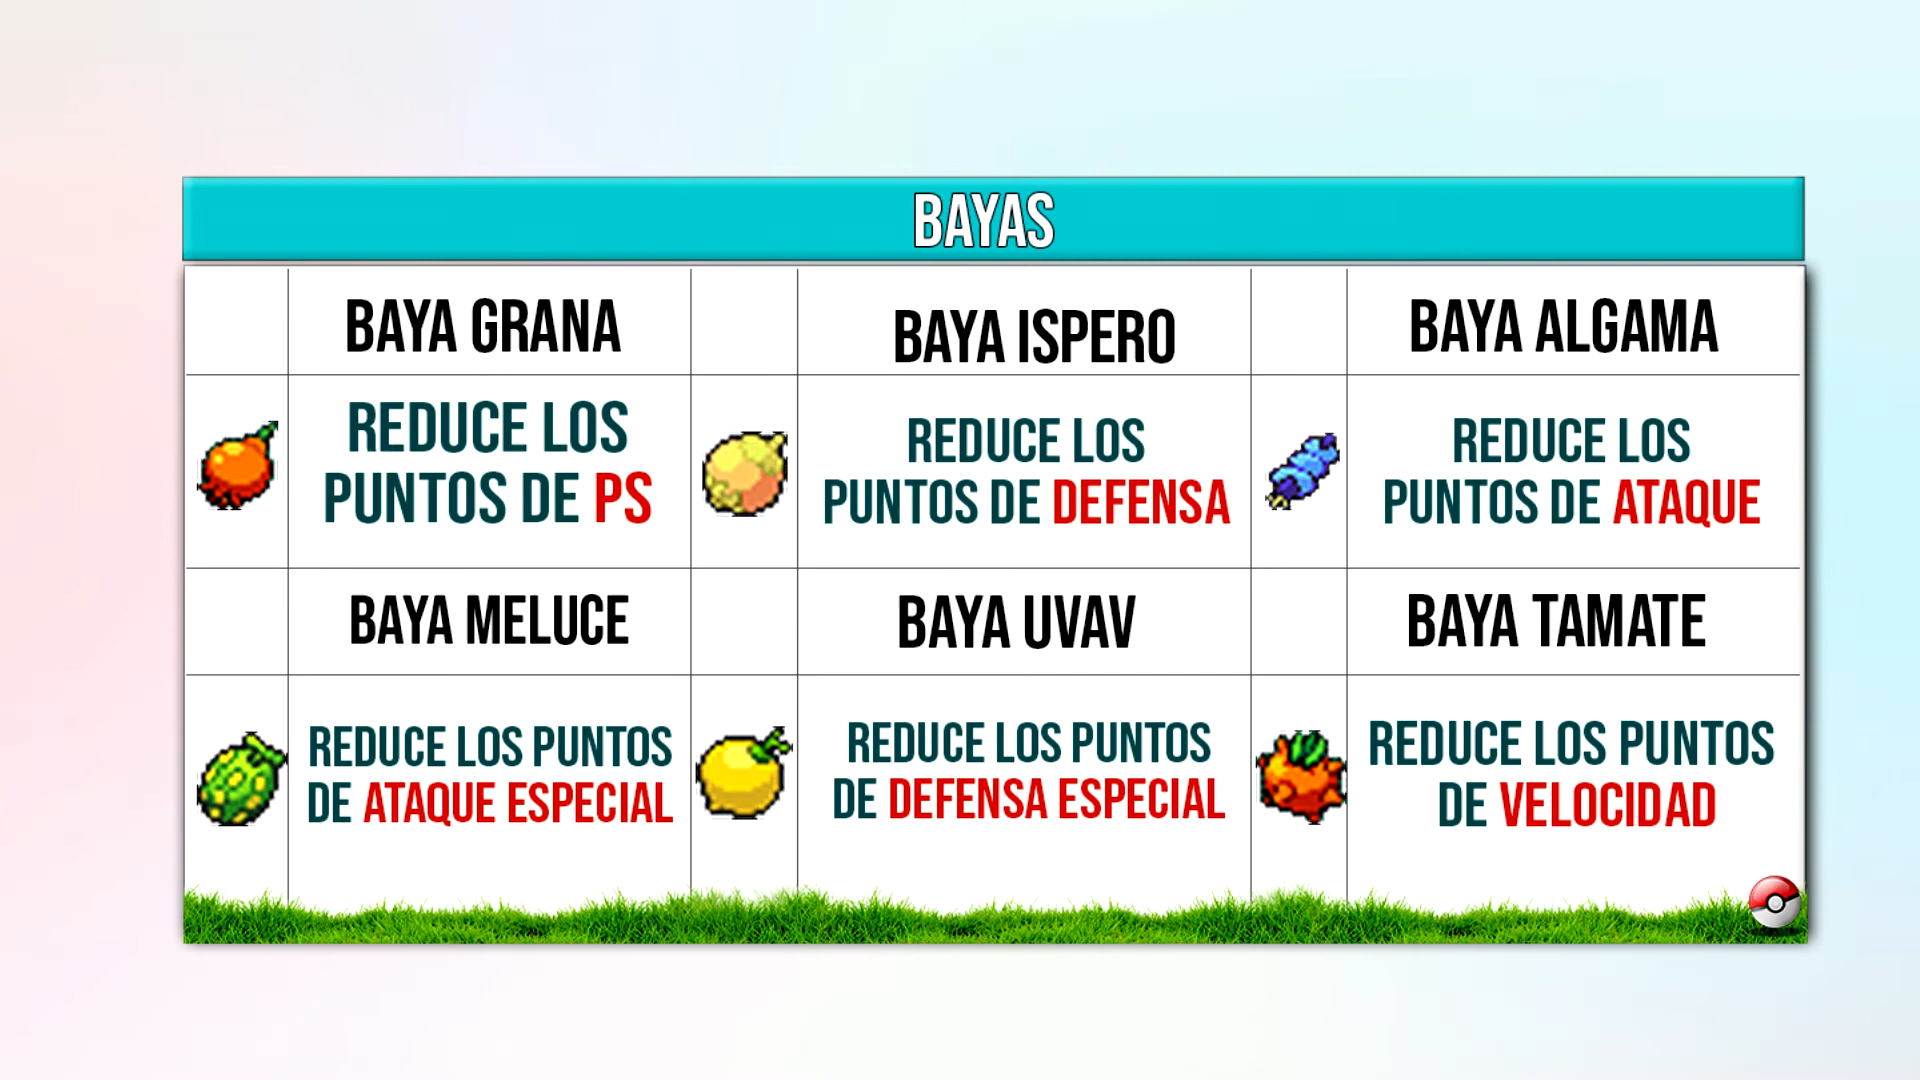 BAYAS
BAYA GRANA
BAYA ISPERO
BAYA ALGAMA
REDUCE LOS
PUNTOS DE PS
REDUCE LOS
PUNTOS DE DEFENSA
REDUCE LOS
PUNTOS DE ATAQUE
BAYA MELUCE
BAYA UVAV
BAYA TAMATE
REDUCE LOS PUNTOS
DE ATAQUE ESPECIAL
REDUCE LOS PUNTOS
DE DEFENSA ESPECIAL
REDUCE LOS PUNTOS
DE VELOCIDAD